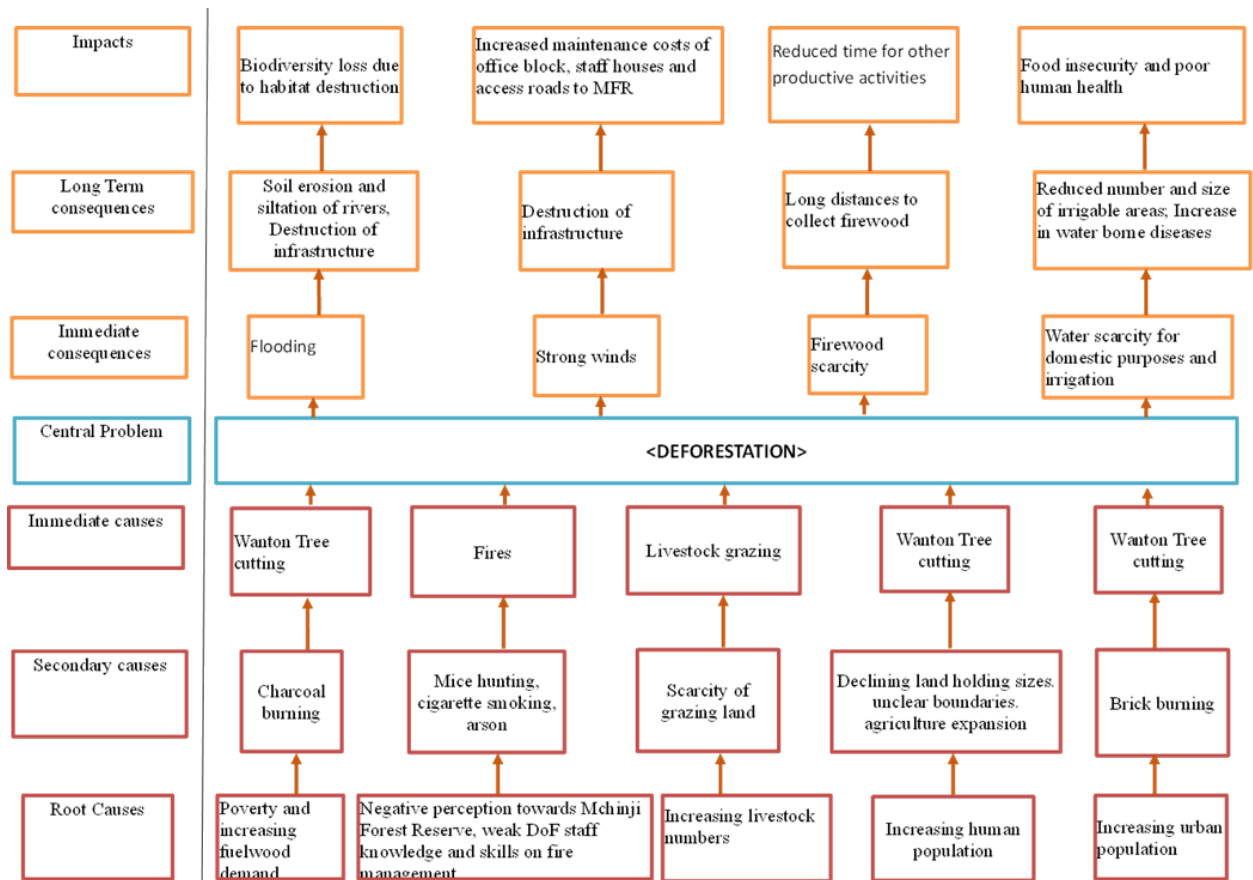 Impacts
Biodiversity loss due
to habitat destruction
Increased maintenance costs of
office block, staff houses and
access roads to MFR
Reduced time for other
productive activities
Food insecurity and poor
human health
Long Term
consequences
Soil erosion and
siltation of rivers,
Destruction of
infrastructure
Destruction of
infrastructure
Long distances to
collect firewood
Reduced number and size
of irrigable areas; Increase
in water borne diseases
Immediate
consequences
Flooding
Strong winds
Firewood
scarcity
Water scarcity for
domestic purposes and
irrigation
Central Problem
<DEFORESTATION>
Immediate causes
Wanton Tree
cutting
Fires
Livestock grazing
Wanton Tree
cutting
Wanton Tree
cutting
Secondary causes
Charcoal
burning
Mice hunting,
cigarette smoking,
arson
Scarcity of
grazing land
Declining land holding sizes.
unclear boundaries.
agriculture expansion
Brick burning
Root Causes
Poverty and
increasing
fuelwood
demand
Negative perception towards Mchinji
Forest Reserve, weak DoF staff
knowledge and skills on fire
management
Increasing livestock
numbers
Increasing human
population
Increasing urban
population